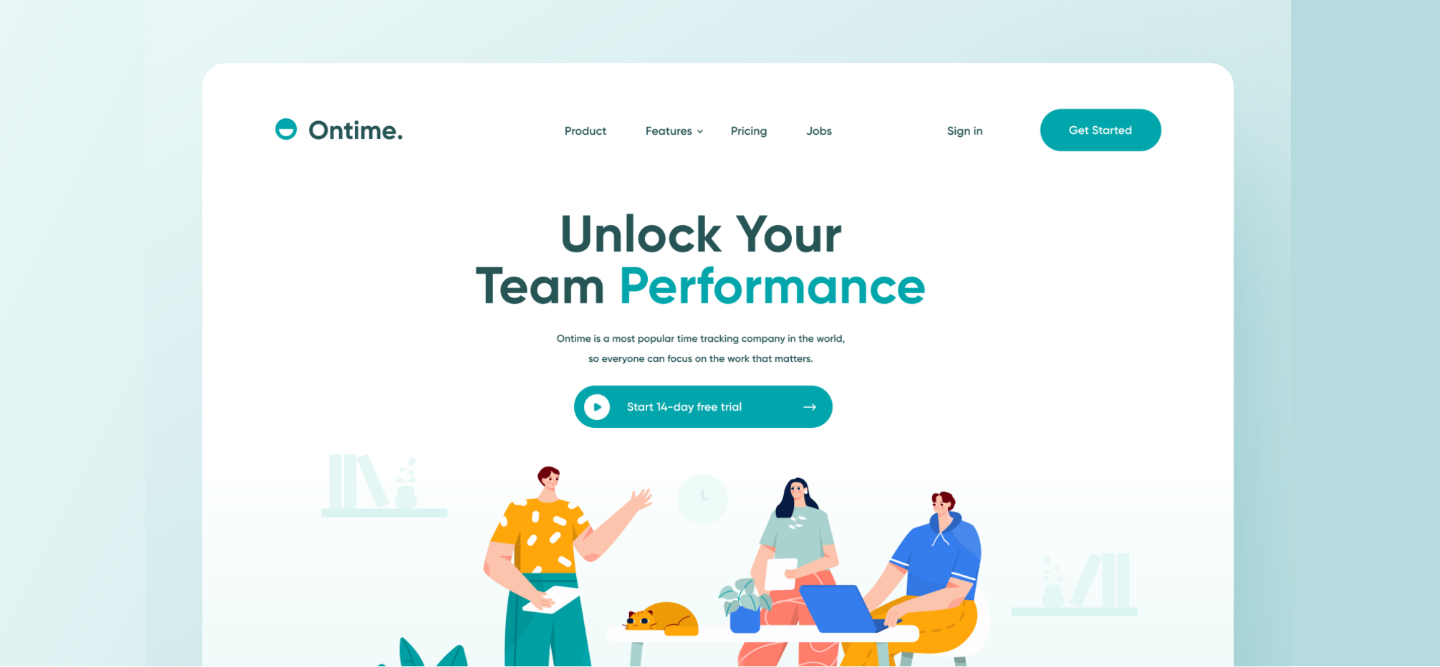 Ontime.
Product
Features
Pricing
Jobs
Sign in
Get Started
Unlock Your
Team Performance
Ontime is a most popular time tracking company in the world,
so everyone can focus on the work that matters.
Start 14-day free trial